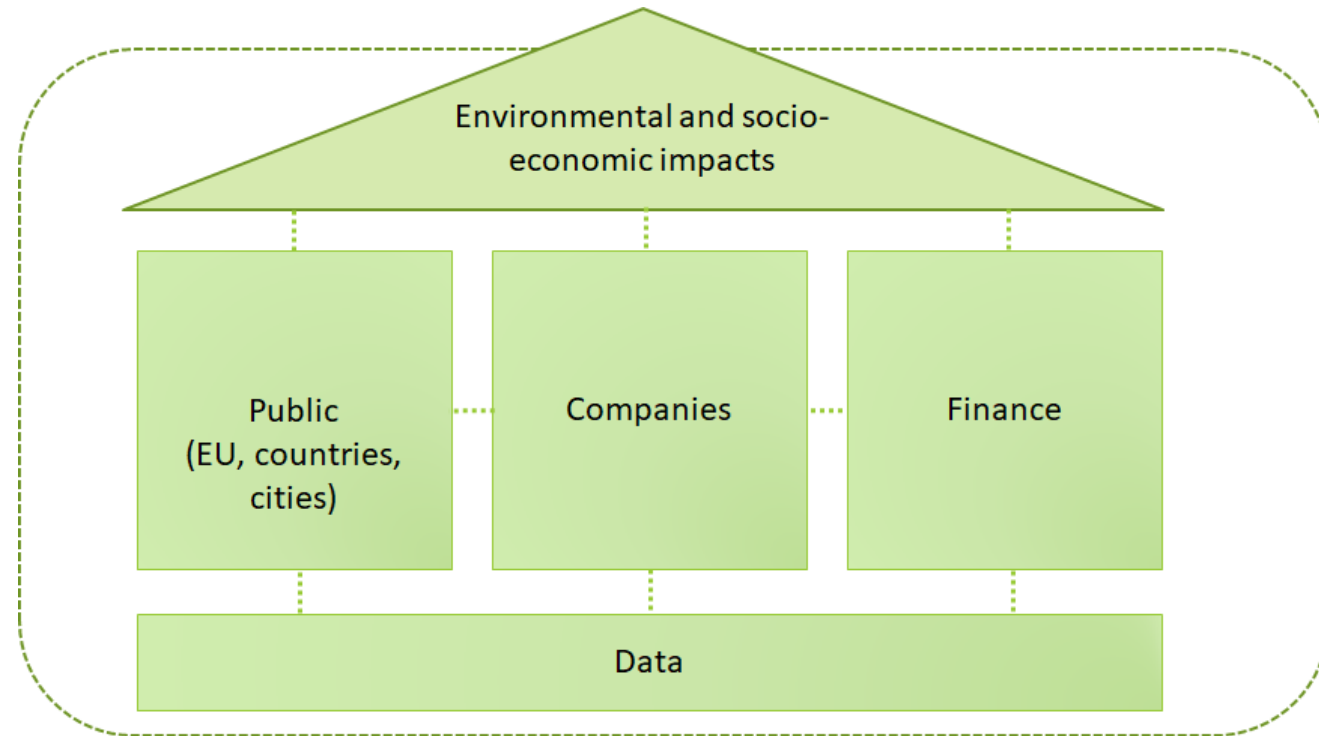 Environmental and socio-
economic impacts
Public
(EU, countries,
cities)
Companies
Finance
Data